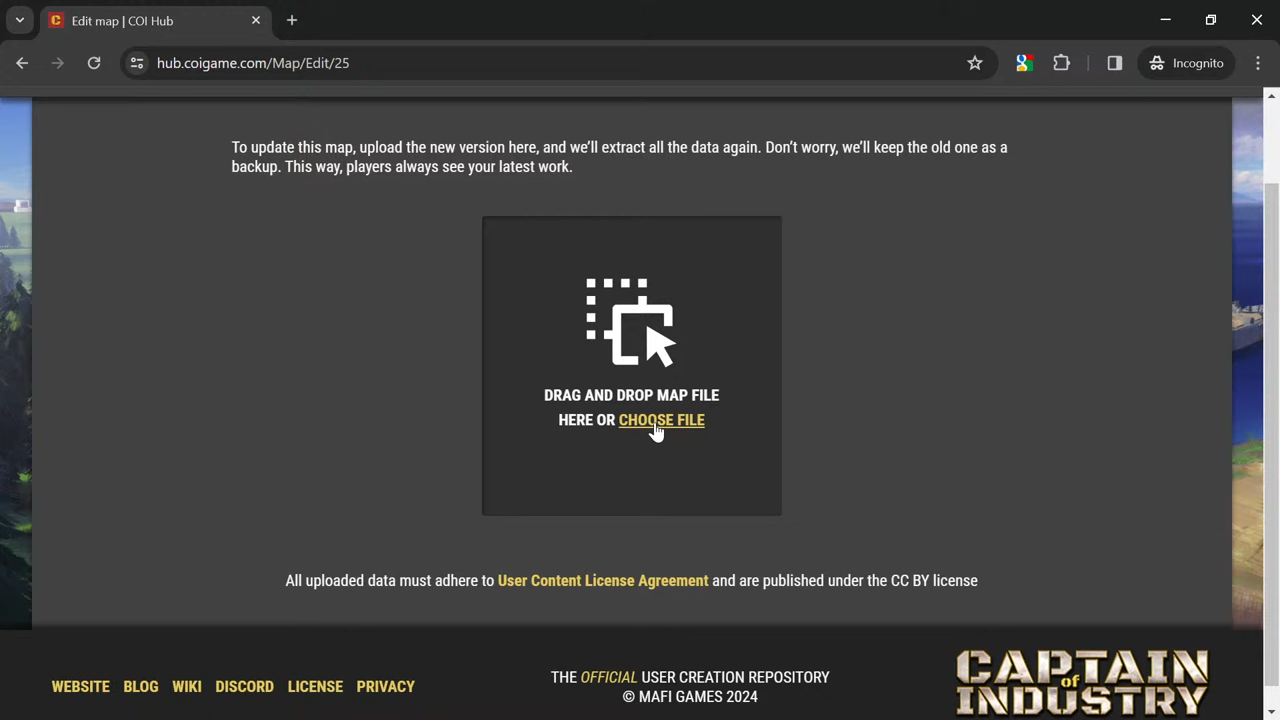 Edit map | COI Hub
hub.coigame.com/Map/Edit/25
Incognito
To update this map, upload the new version here, and we'll extract all the data again. Don't worry, we'll keep the old one as a
backup. This way, players always see your latest work.
DRAG AND DROP MAP FILE
HERE OR CHOOSE FILE
All uploaded data must adhere to User Content License Agreement and are published under the CC BY license
WEBSITE BLOG WIKI DISCORD LICENSE PRIVACY
THE OFFICIAL USER CREATION REPOSITORY
© MAFI GAMES 2024
CAPTAIN
of
INDUSTRY